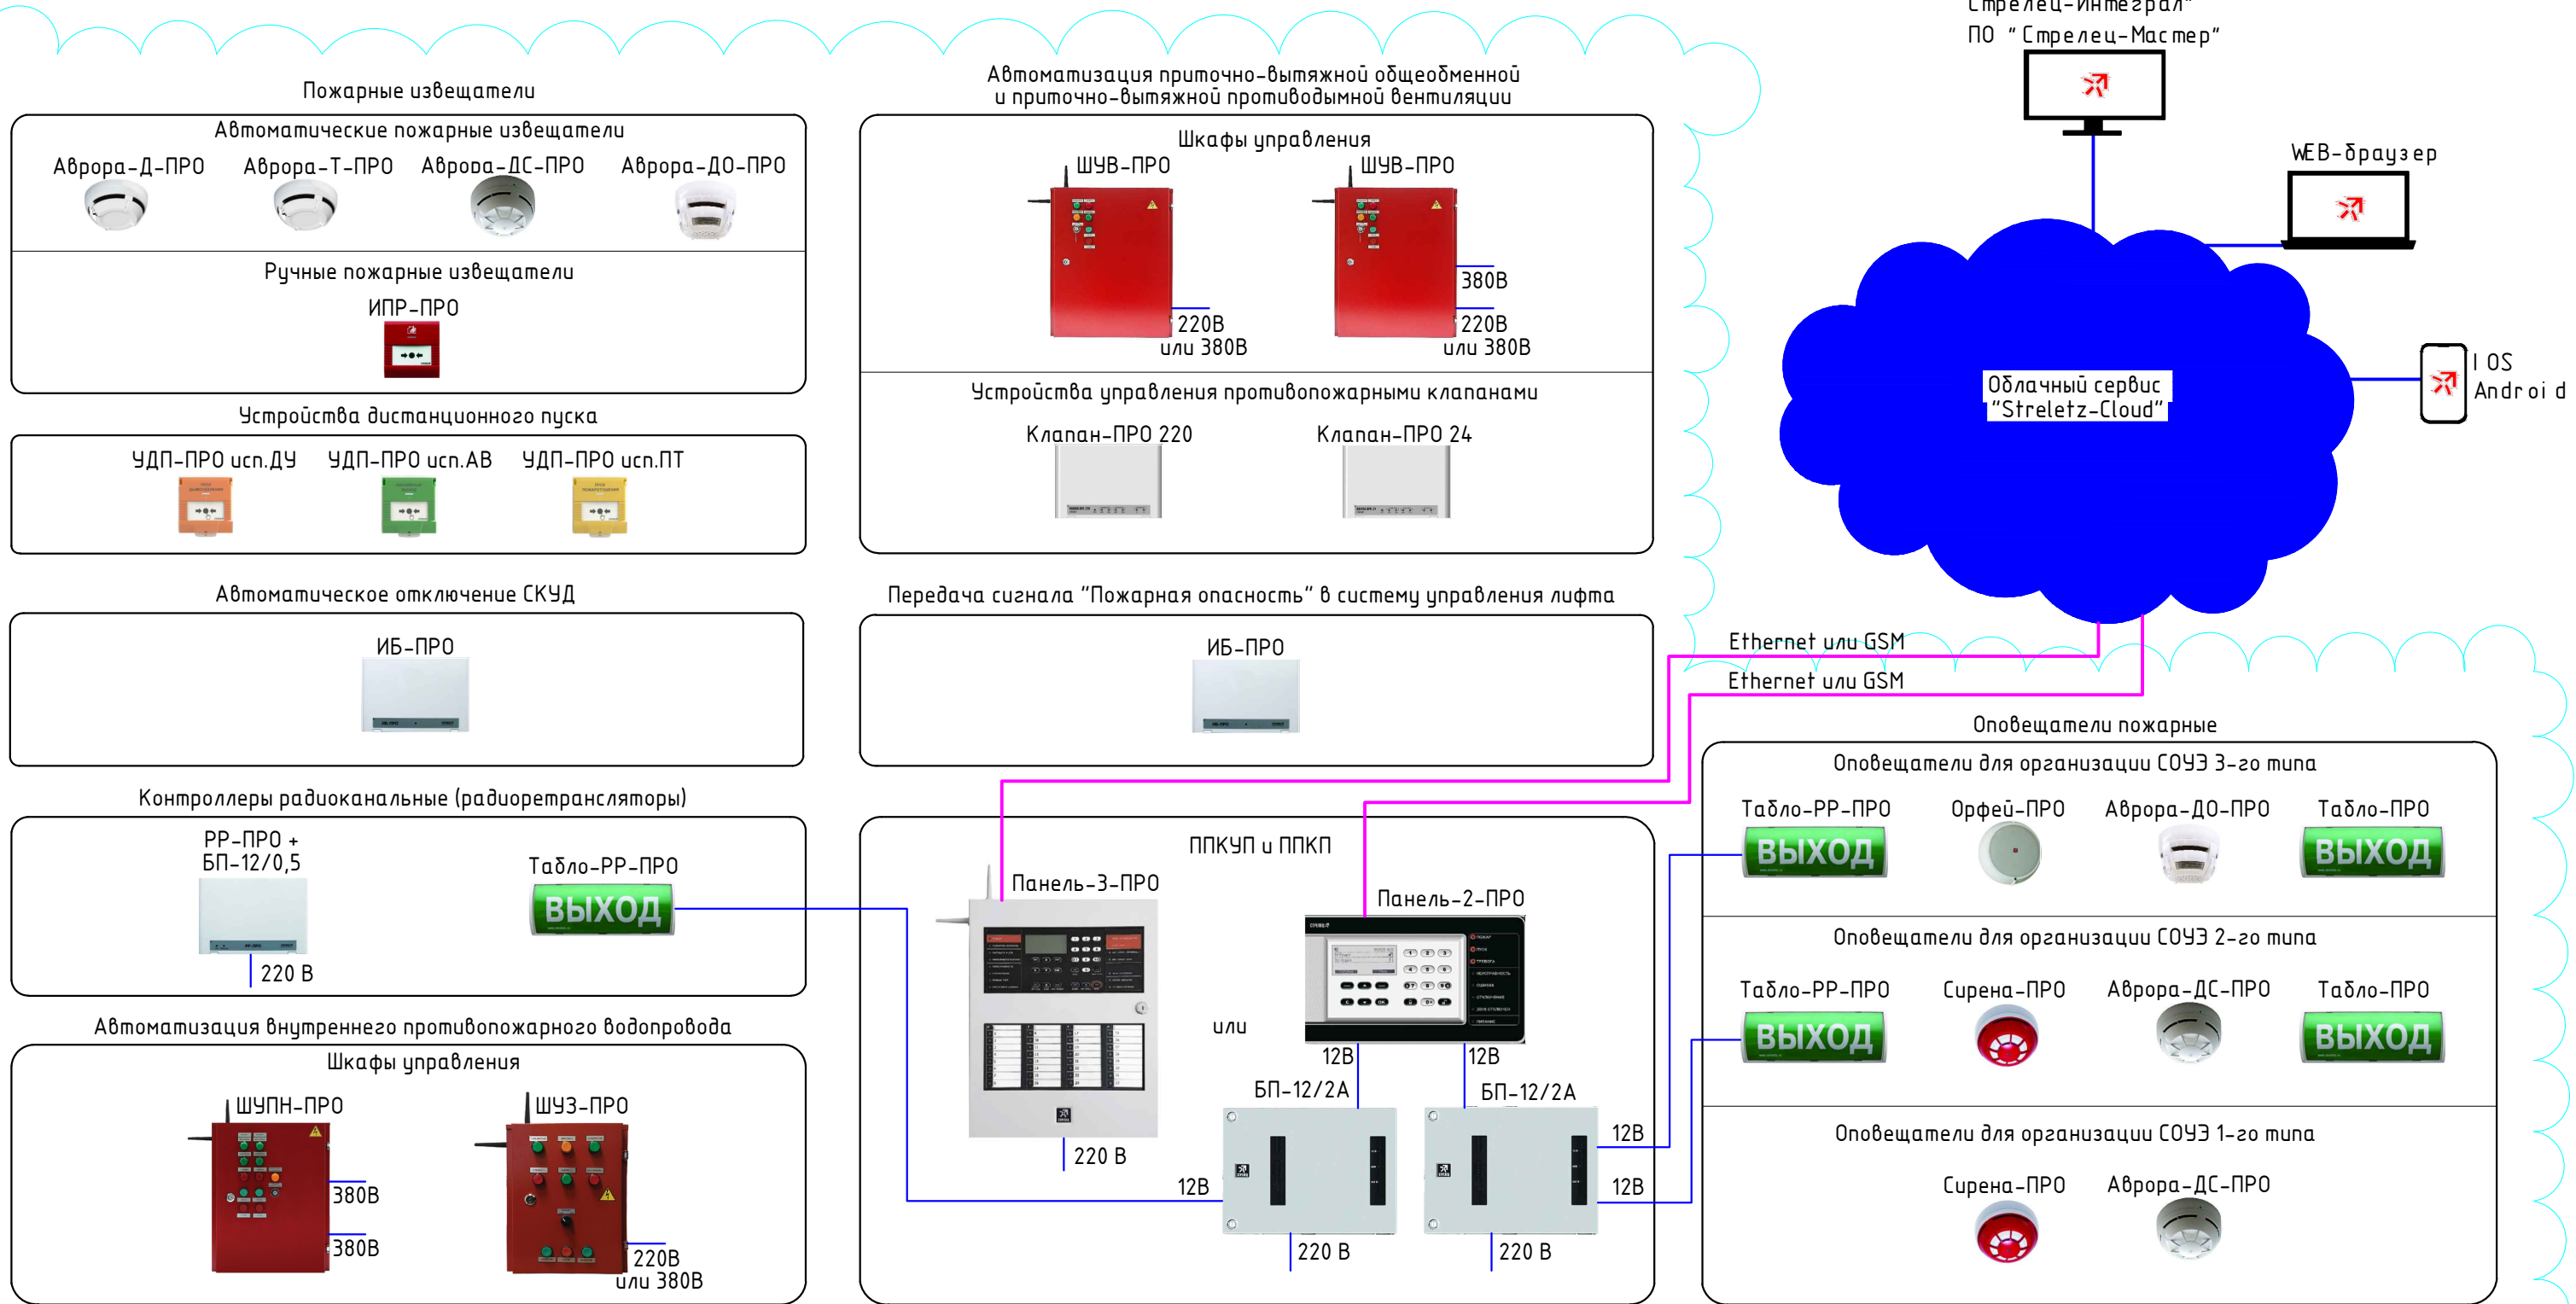 Стрелец-Интеграл"
ПО "Стрелец-Мастер"
WEB-браузер
Облачный сервис
"Streletz-Cloud"
IOS
Android
Пожарные извещатели
Автоматические пожарные извещатели
Аврора-Д-ПРО
Аврора-Т-ПРО
Аврора-ДС-ПРО
Аврора-ДО-ПРО
Ручные пожарные извещатели
ИПР-ПРО
Устройства дистанционного пуска
УДП-ПРО исп.ДУ
УДП-ПРО исп.АВ
УДП-ПРО исп.ПТ
Автоматическое отключение СКУД
ИБ-ПРО
Контроллеры радиоканальные (радиоретрансляторы)
РР-ПРО +
БП-12/0,5
220 В
Табло-РР-ПРО
ВЫХОД
Автоматизация внутреннего противопожарного водопровода
Шкафы управления
ШУПН-ПРО
380В
380В
ШУЗ-ПРО
220В
или 380В
Автоматизация приточно-вытяжной общеобменной
и приточно-вытяжной противодымной вентиляции
Шкафы управления
ШУВ-ПРО
220В
или 380В
ШУВ-ПРО
380В
220В
или 380В
Устройства управления противопожарными клапанами
Клапан-ПРО 220
Клапан-ПРО 24
Передача сигнала "Пожарная опасность" в систему управления лифта
ИБ-ПРО
Ethernet или GSM
Ethernet или GSM
ППКУП и ППКП
Панель-3-ПРО
220 В
или
Панель-2-ПРО
ПОЖАР
ПУСК
ТРЕВОГА
НЕИСПРАВНОСТЬ
ОТКЛЮЧЕНИЕ
ПИТАНИЕ
12В
12В
БП-12/2А
БП-12/2А
12В
12В
12В
220 В
220 В
Оповещатели пожарные
Оповещатели для организации СОУЭ 3-го типа
Табло-РР-ПРО
Орфей-ПРО
Аврора-ДО-ПРО
Табло-ПРО
ВЫХОД
ВЫХОД
Оповещатели для организации СОУЭ 2-го типа
Табло-РР-ПРО
Сирена-ПРО
Аврора-ДС-ПРО
Табло-ПРО
ВЫХОД
ВЫХОД
Оповещатели для организации СОУЭ 1-го типа
Сирена-ПРО
Аврора-ДС-ПРО